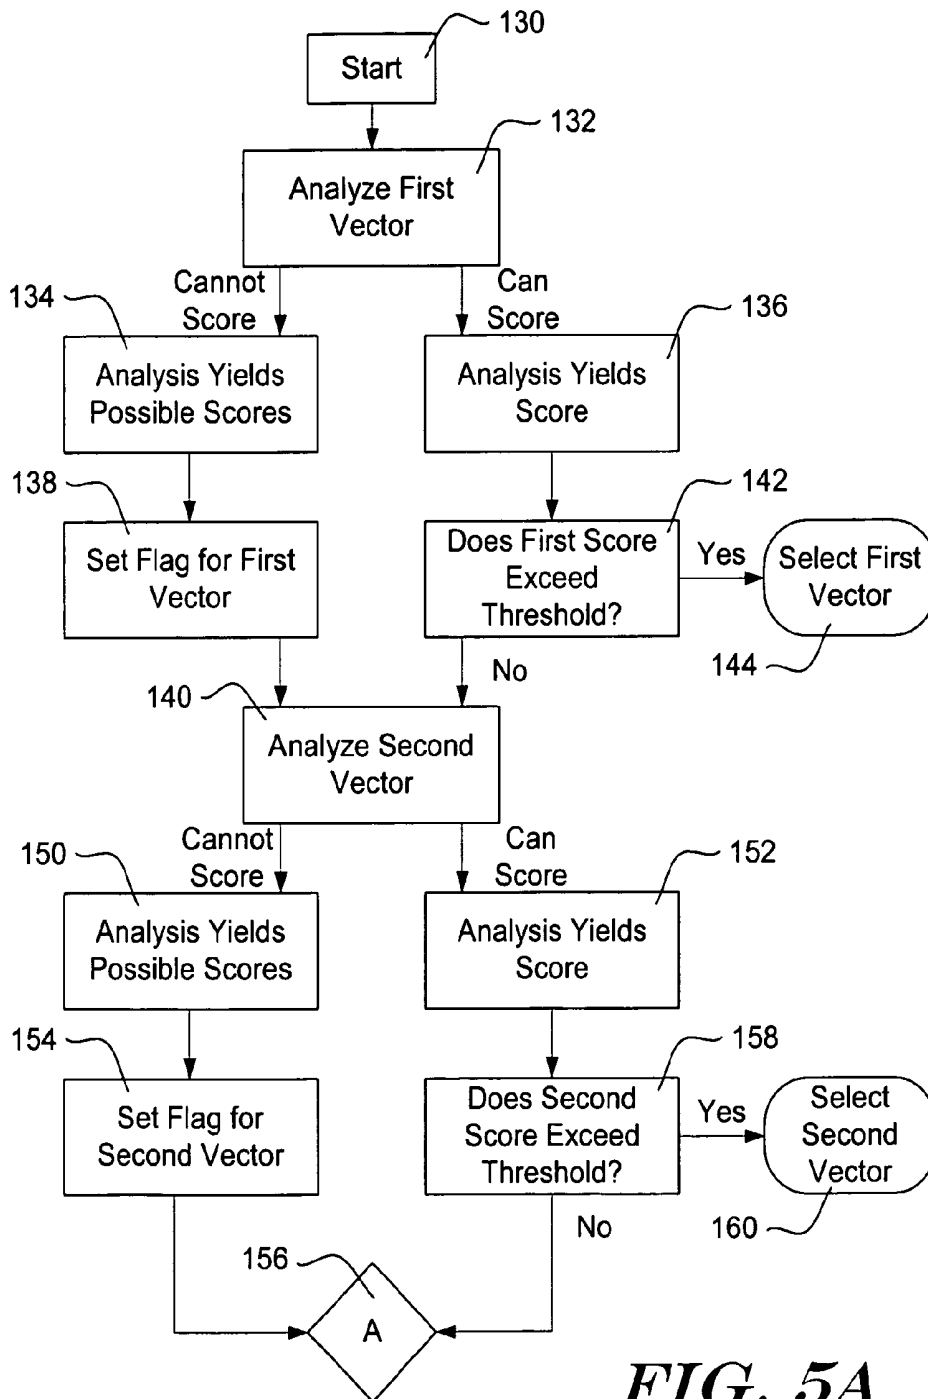 130
Start
132
Analyze First
Vector
Cannot
Score
Can
Score
134
136
Analysis Yields
Possible Scores
Analysis Yields
Score
138
142
Set Flag for First
Vector
Does First Score
Exceed
Threshold?
Yes
Select First
Vector
144
No
140
Analyze Second
Vector
Cannot
Score
Can
Score
150
152
Analysis Yields
Possible Scores
Analysis Yields
Score
154
158
Set Flag for
Second Vector
Does Second
Score Exceed
Threshold?
Yes
Select
Second
Vector
160
No
156
A
FIG. 5A